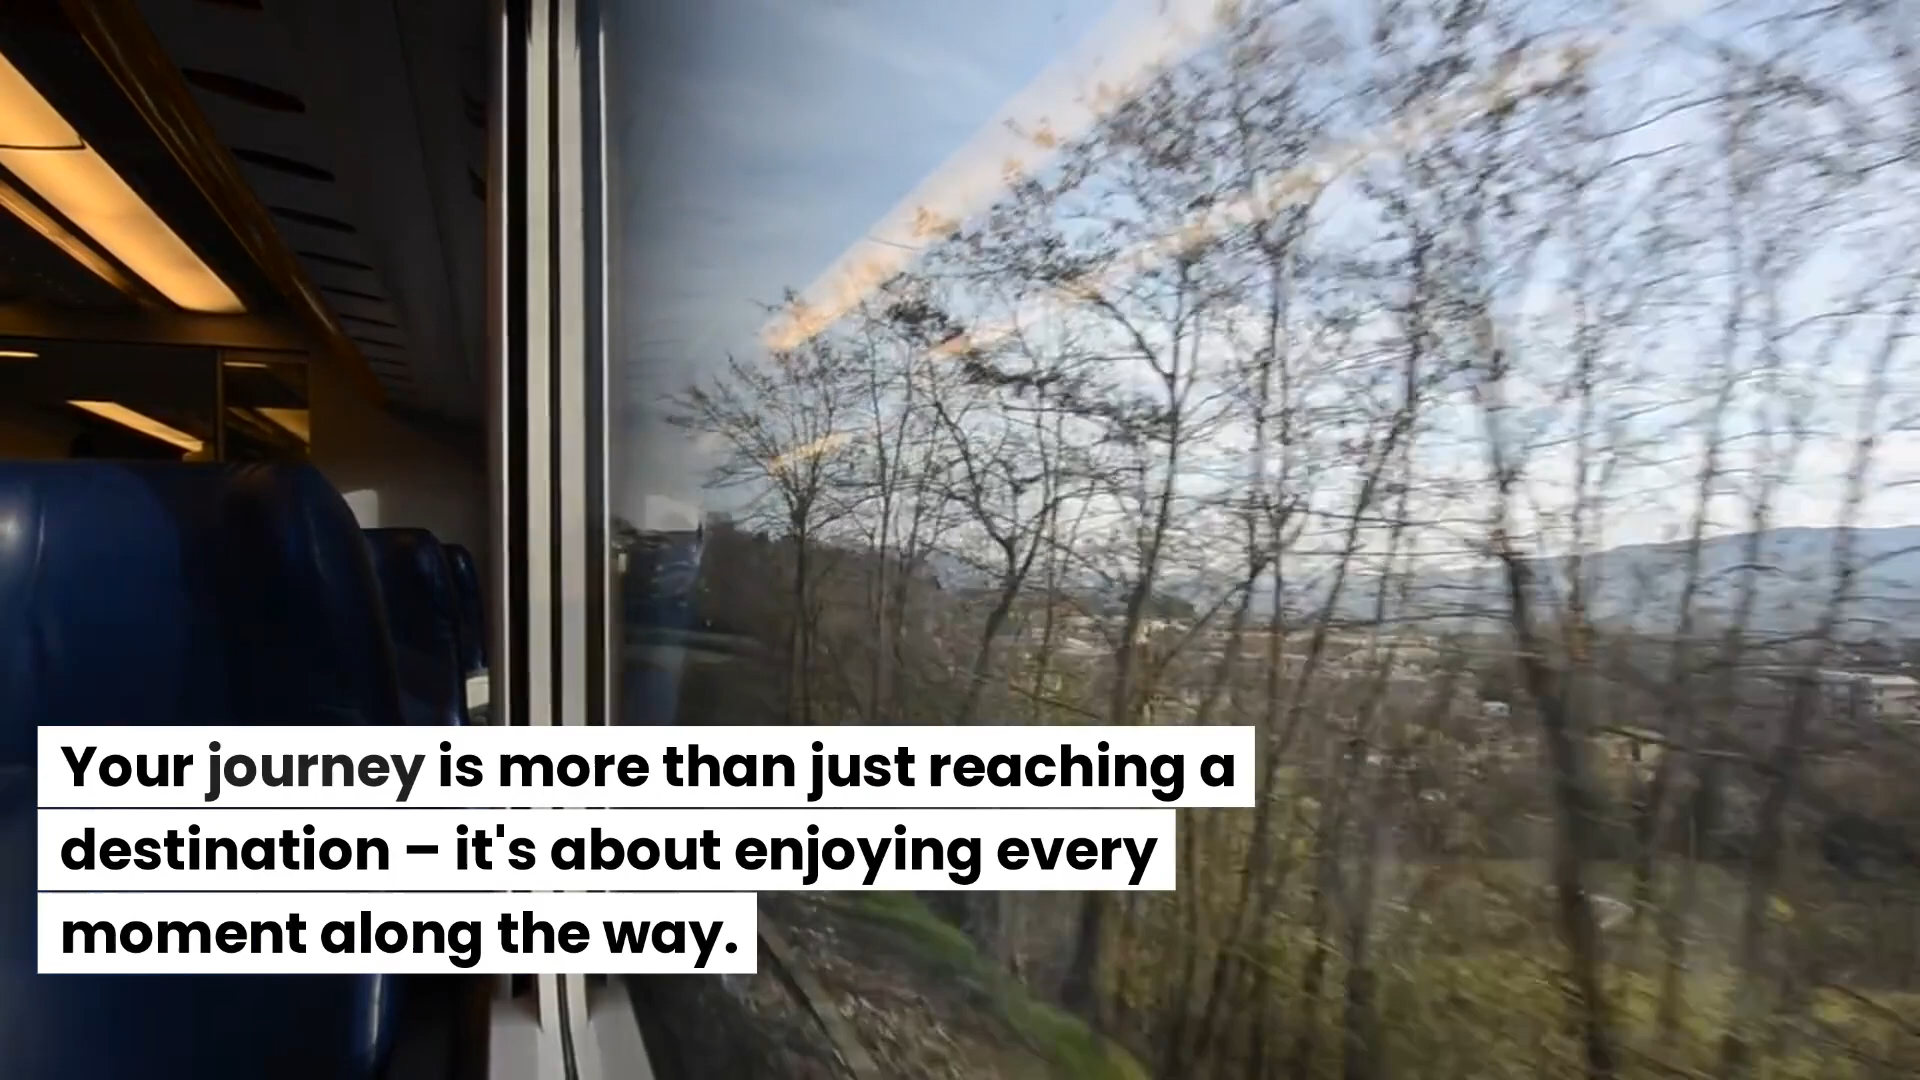 Your journey is more than just reaching a
destination – it's about enjoying every
moment along the way.